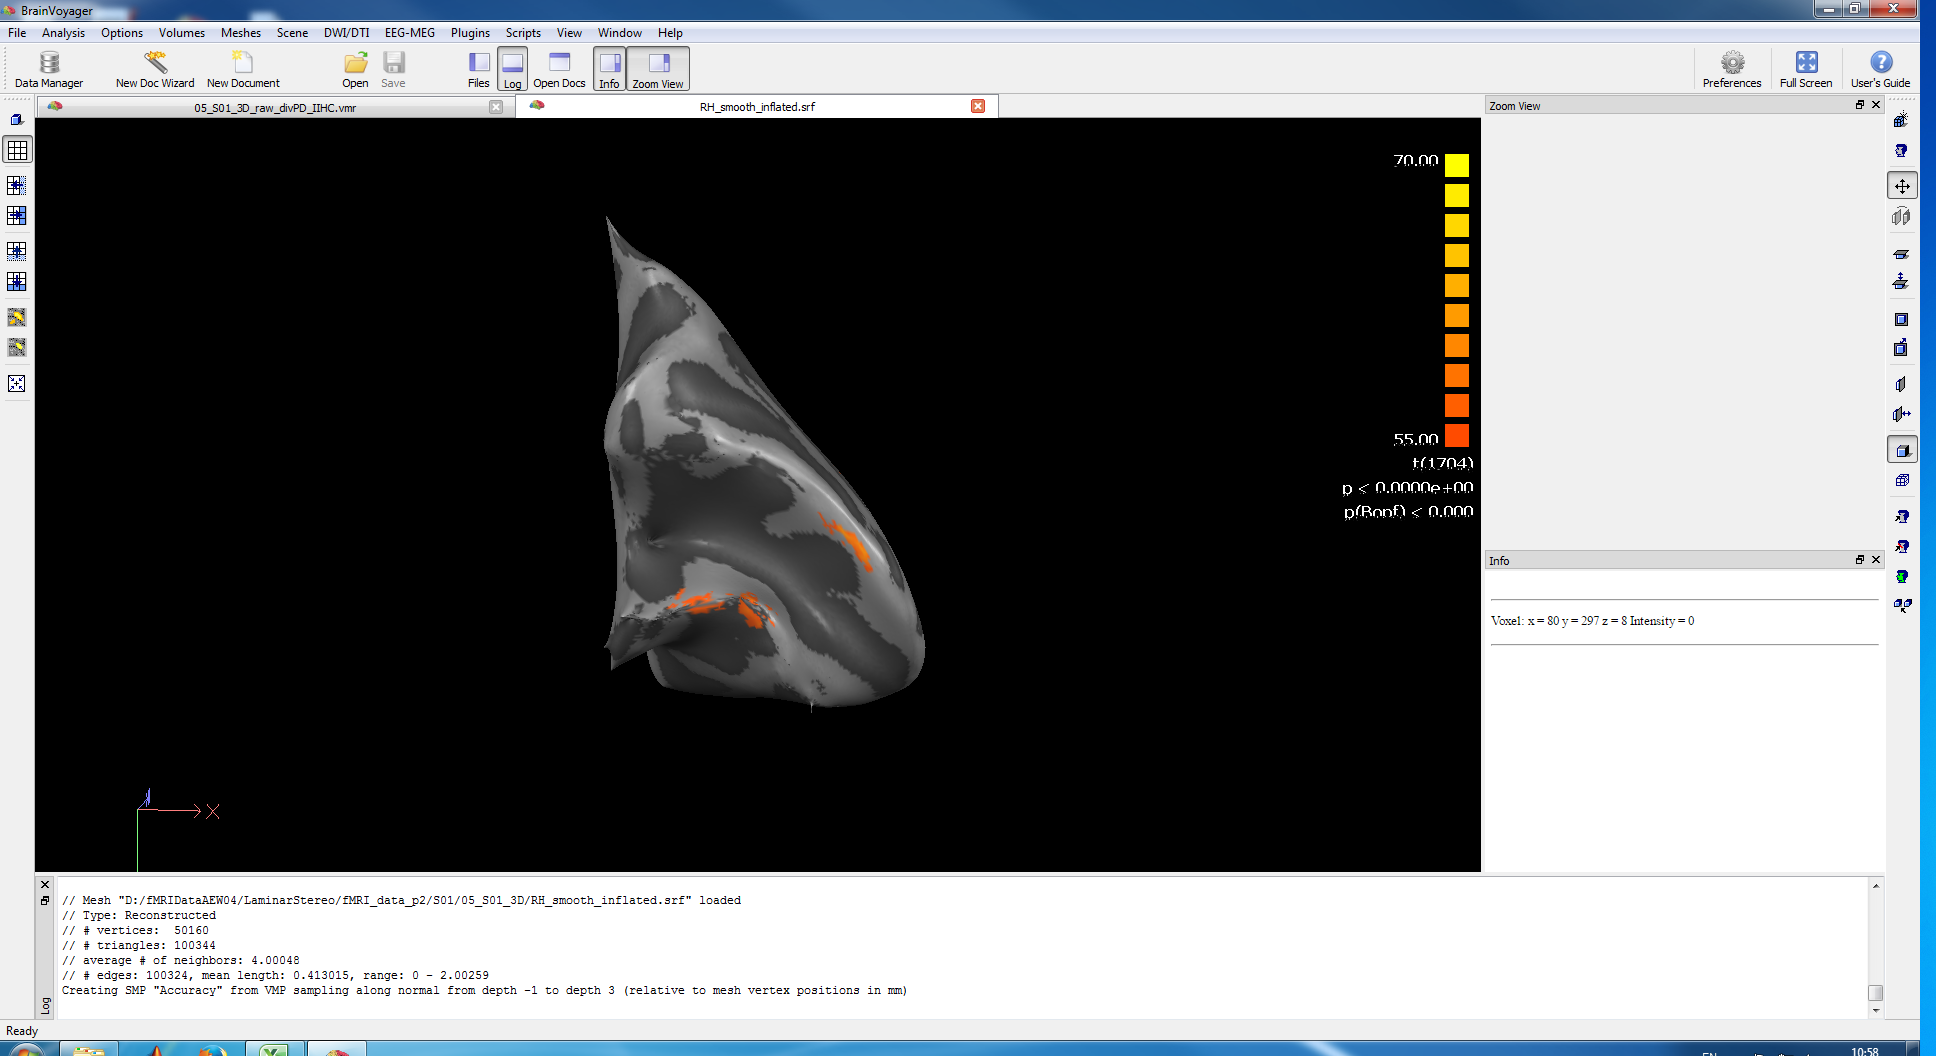 BrainVoyager
File Analysis Options Volumes Meshes Scene DWI/DTI EEG-MEG Plugins Scripts View Window Help
Data Manager New Doc Wizard New Document Open Save Files Log Open Docs Info Zoom View Preferences Full Screen User's Guide
05_S01_3D_raw_divPD_IIHC.vmr RH_smooth_inflated.srf
Zoom View
70.00
55.00
t(1704)
p < 0.0000e+00
p(Bonf) < 0.000
Info
Voxel: x = 80 y = 297 z = 8 Intensity = 0
X
// Mesh "D:/fMRIDataAEW04/LaminarStereo/fMRI_data_p2/S01/05_S01_3D/RH_smooth_inflated.srf" loaded
// Type: Reconstructed
// # vertices: 50160
// # triangles: 100344
// average # of neighbors: 4.00048
// # edges: 100324, mean length: 0.413015, range: 0 - 2.00259
Creating SMP "Accuracy" from VMP sampling along normal from depth -1 to depth 3 (relative to mesh vertex positions in mm)
Log
Ready
10:58